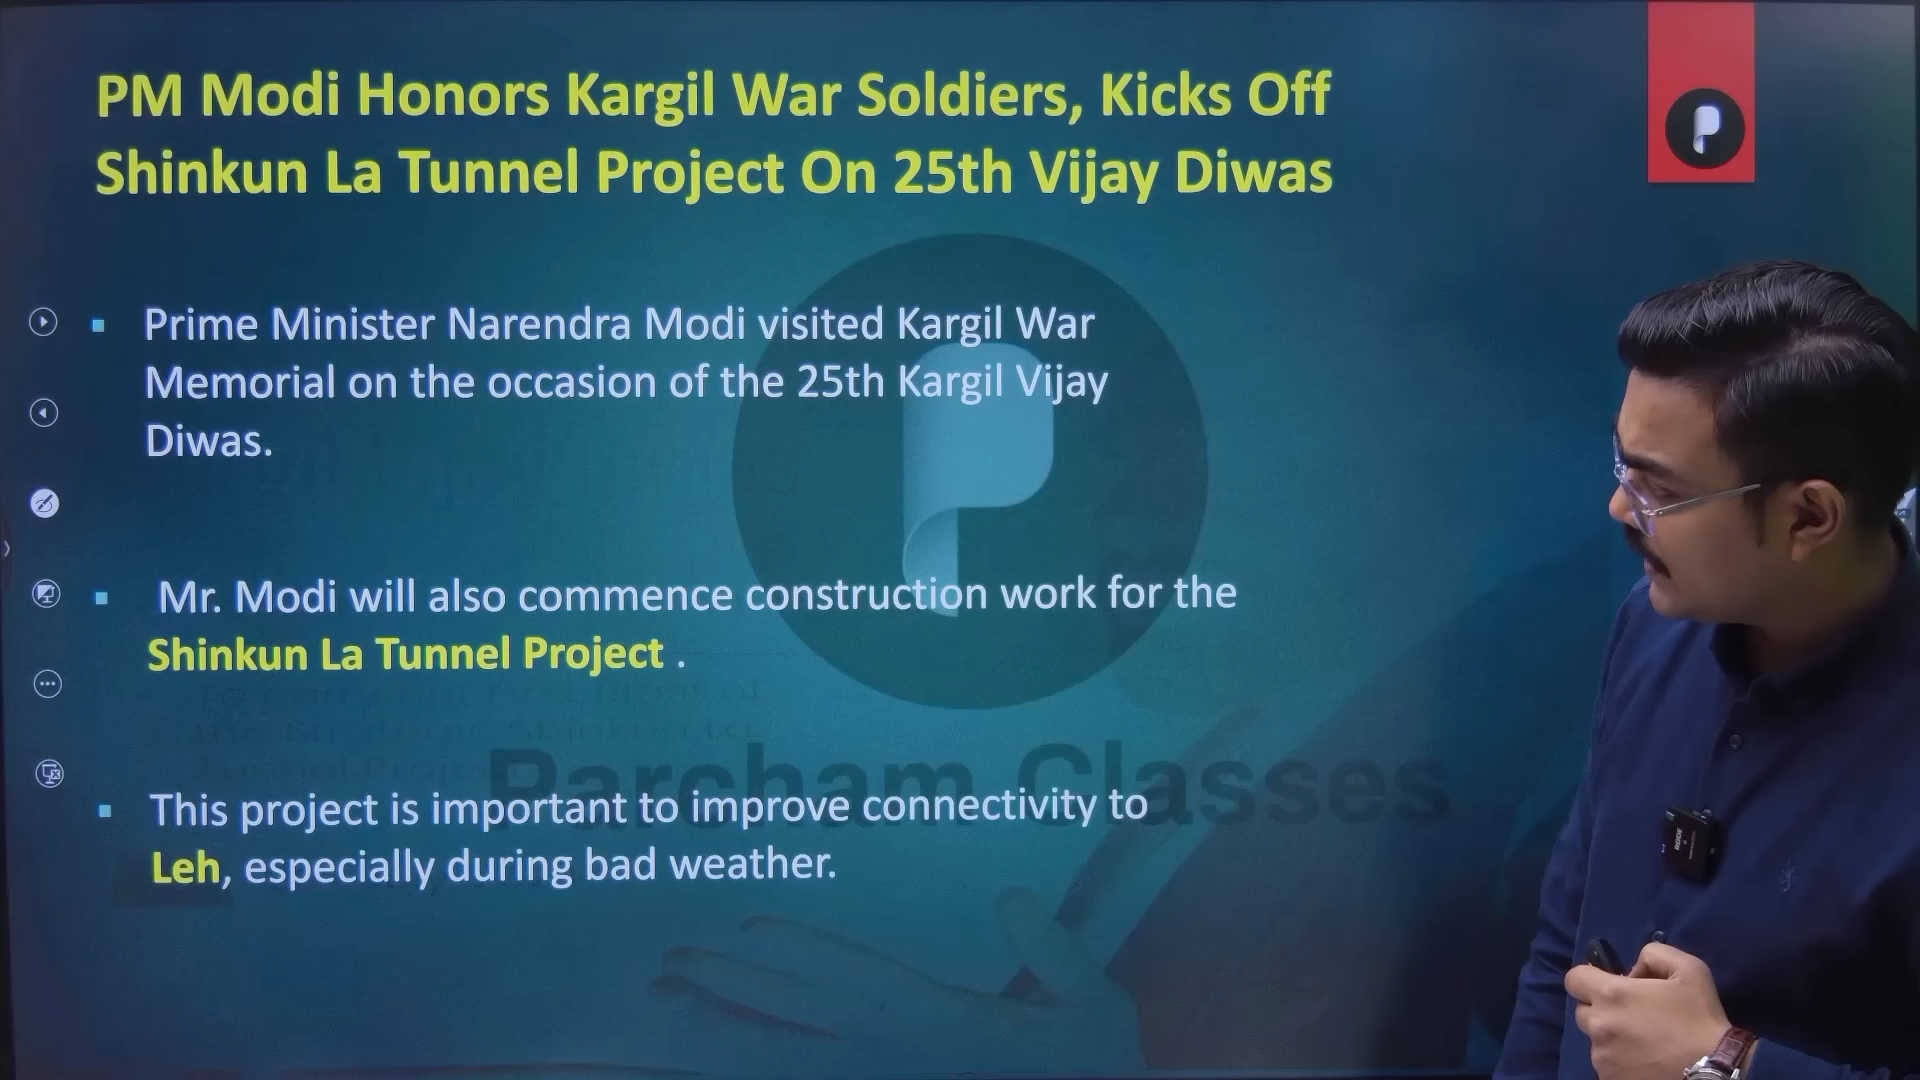 PM Modi Honors Kargil War Soldiers, Kicks Off
Shinkun La Tunnel Project On 25th Vijay Diwas
Prime Minister Narendra Modi visited Kargil War
Memorial on the occasion of the 25th Kargil Vijay
Diwas.
Mr. Modi will also commence construction work for the
Shinkun La Tunnel Project .
Parcham Classes
This project is important to improve connectivity to
Leh, especially during bad weather.
RØDE